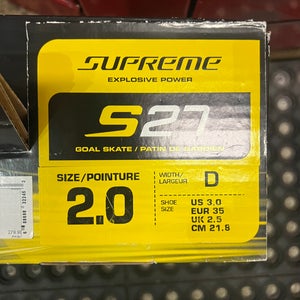 SUPREME
EXPLOSIVE POWER
S27
GOAL SKATE / PATIN DE GARDIEN
SIZE/POINTURE
2.0
WIDTH/
LARGEUR
D
SHOE
SIZE
US 3.0
EUR 35
UK 2.5
CM 21.8